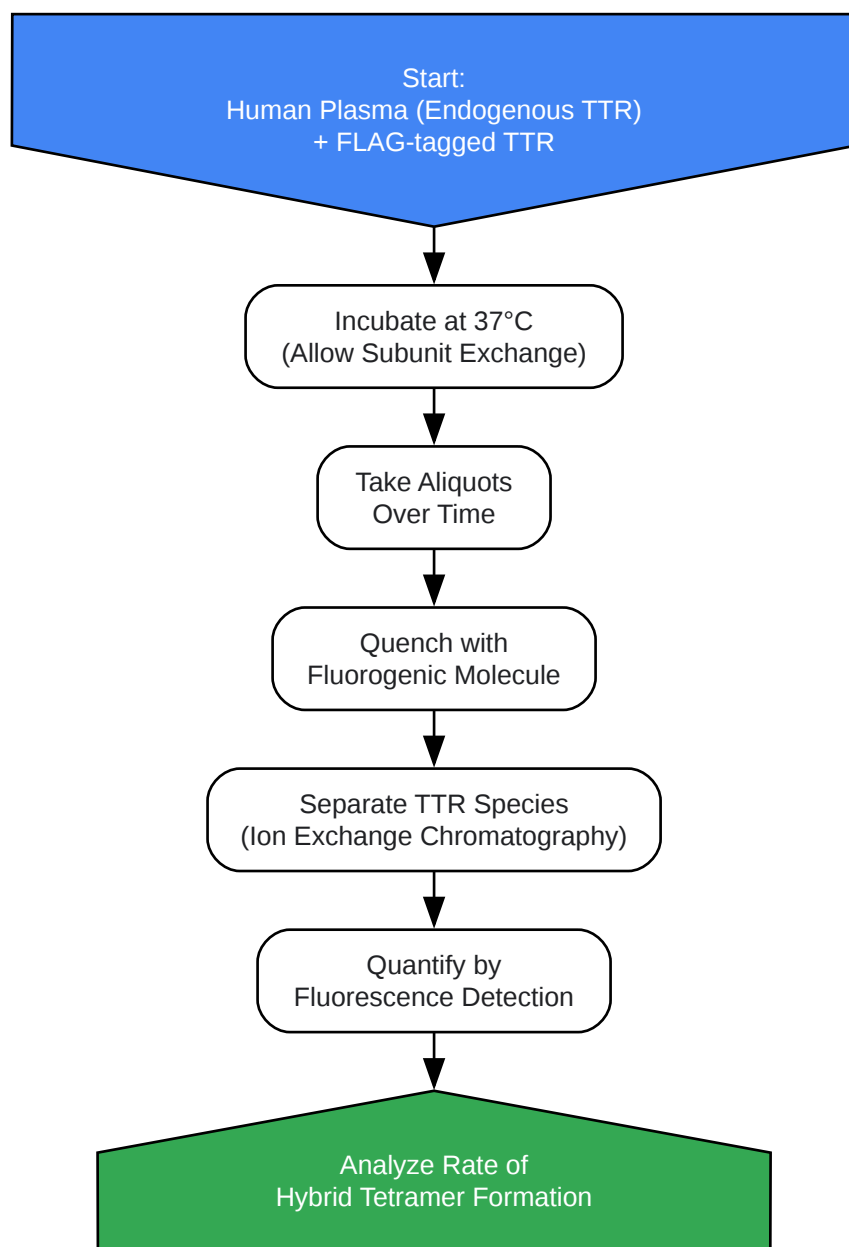 Start:
Human Plasma (Endogenous TTR)
+ FLAG-tagged TTR
Incubate at 37°C
(Allow Subunit Exchange)
Take Aliquots
Over Time
Quench with
Fluorogenic Molecule
Separate TTR Species
(Ion Exchange Chromatography)
Quantify by
Fluorescence Detection
Analyze Rate of
Hybrid Tetramer Formation